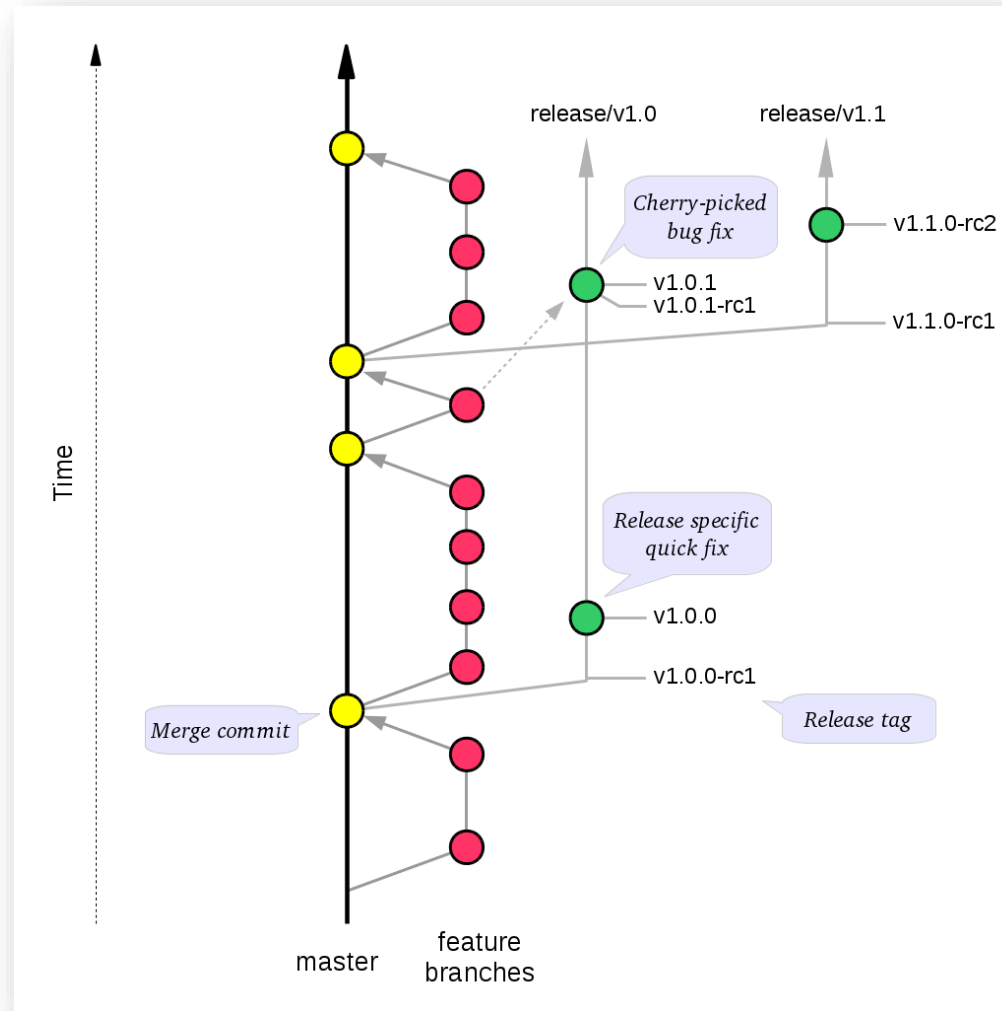 release/v1.0
release/v1.1
Cherry-picked
bug fix
v1.1.0-rc2
v1.0.1
v1.0.1-rc1
v1.1.0-rc1
Time
Release specific
quick fix
v1.0.0
v1.0.0-rc1
Merge commit
Release tag
master
feature
branches